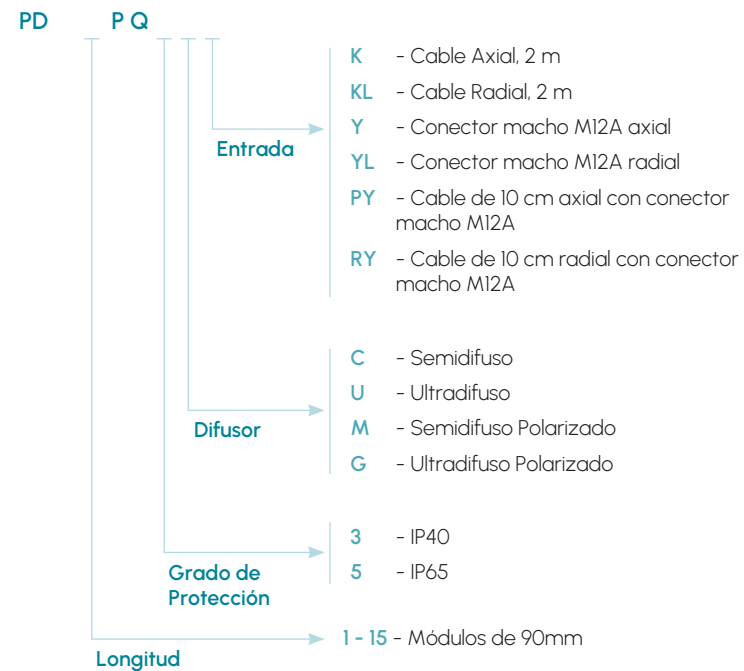 PD P Q
K - Cable Axial, 2 m
KL - Cable Radial, 2 m
Y - Conector macho M12A axial
Entrada
YL - Conector macho M12A radial
PY - Cable de 10 cm axial con conector
macho M12A
RY - Cable de 10 cm radial con conector
macho M12A
C - Semidifuso
U - Ultradifuso
Difusor
M - Semidifuso Polarizado
G - Ultradifuso Polarizado
3 - IP40
5 - IP65
Grado de
Protección
1 - 15 - Módulos de 90mm
Longitud